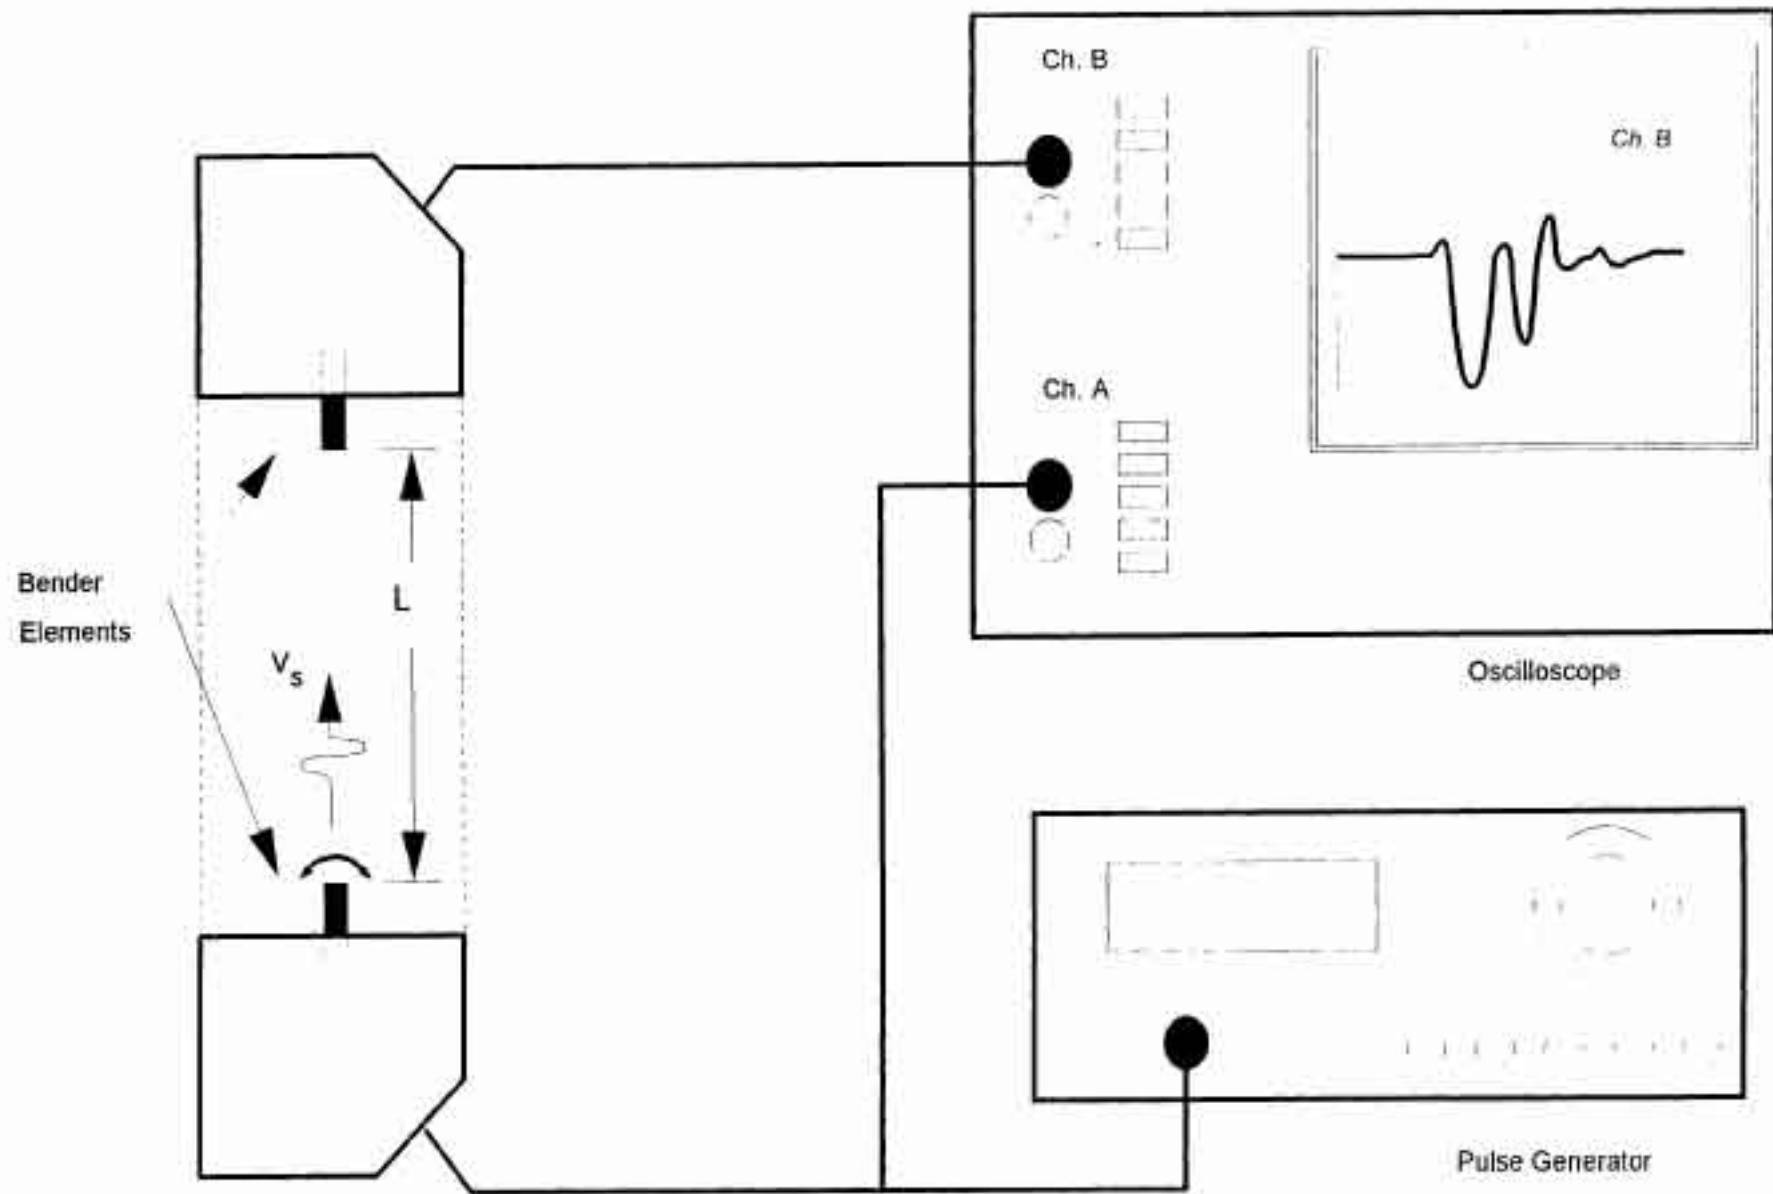 Ch. B
Ch. B
Ch. A
Bender
Elements
L
Vs
Oscilloscope
Pulse Generator